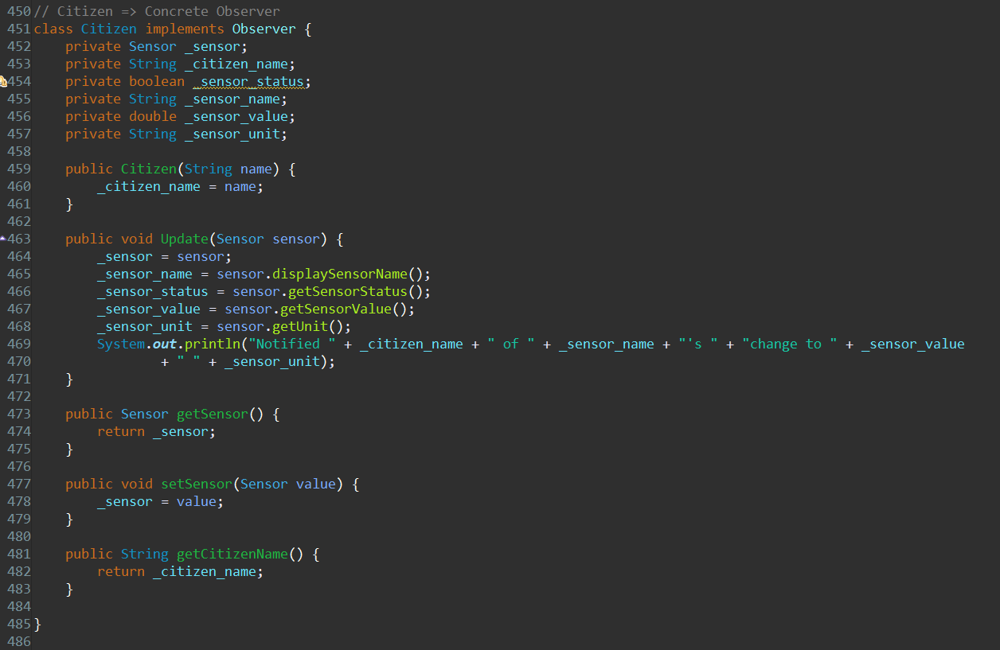 450 // Citizen => Concrete Observer
451 class Citizen implements Observer {
452     private Sensor _sensor;
453     private String _citizen_name;
454     private boolean _sensor_status;
455     private String _sensor_name;
456     private double _sensor_value;
457     private String _sensor_unit;
458
459     public Citizen(String name) {
460         _citizen_name = name;
461     }
462
463     public void Update(Sensor sensor) {
464         _sensor = sensor;
465         _sensor_name = sensor.displaySensorName();
466         _sensor_status = sensor.getSensorStatus();
467         _sensor_value = sensor.getSensorValue();
468         _sensor_unit = sensor.getUnit();
469         System.out.println("Notified " + _citizen_name + " of " + _sensor_name + "'s " + "change to " + _sensor_value
470                 + " " + _sensor_unit);
471     }
472
473     public Sensor getSensor() {
474         return _sensor;
475     }
476
477     public void setSensor(Sensor value) {
478         _sensor = value;
479     }
480
481     public String getCitizenName() {
482         return _citizen_name;
483     }
484
485 }
486